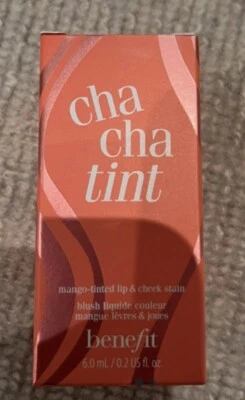 cha
cha
tint
mango-tinted lip & cheek stain
blush liquide couleur
mangue lèvres & joues
benefit
6.0 mL / 0.2 US fl. oz.